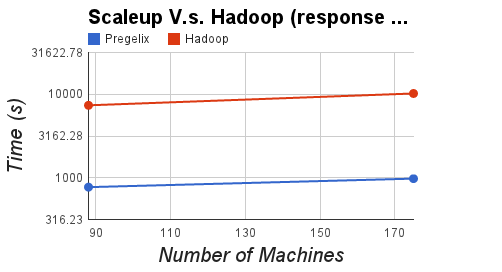 Scaleup V.s. Hadoop (response ...
Pregelix Hadoop
31622.78
10000
3162.28
1000
316.23
Time (s)
90 110 130 150 170
Number of Machines